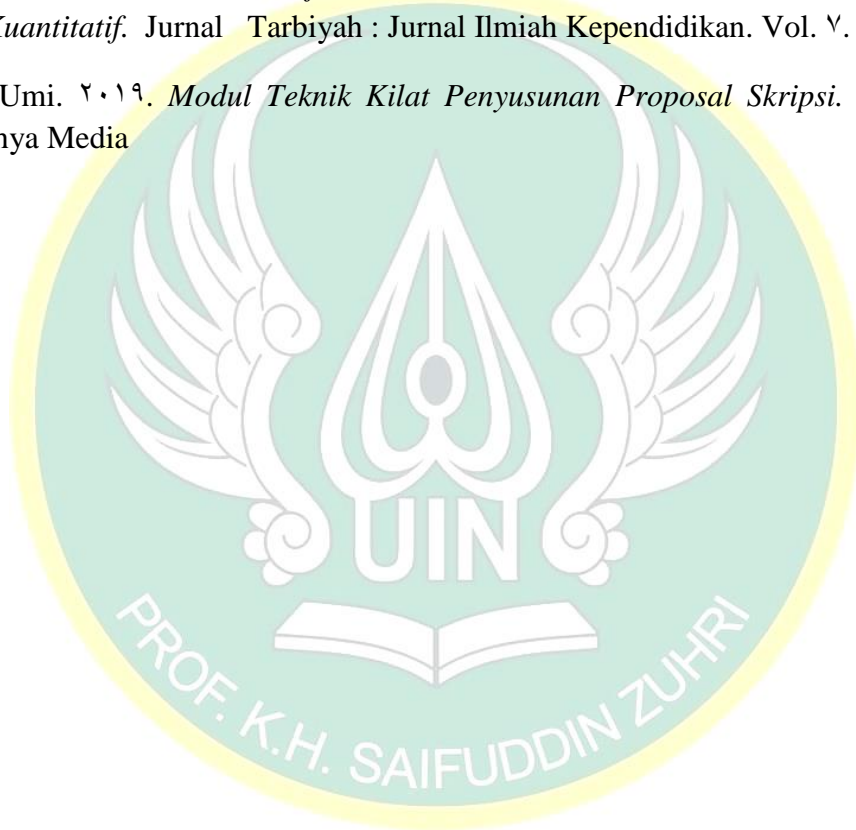 Kuantitatif. Jurnal Tarbiyah : Jurnal Ilmiah Kependidikan. Vol. ٧.
Umi. ٢٠١٩. Modul Teknik Kilat Penyusunan Proposal Skripsi.
Media
UIN
PROF. K.H. SAIFUDDIN ZUHRI